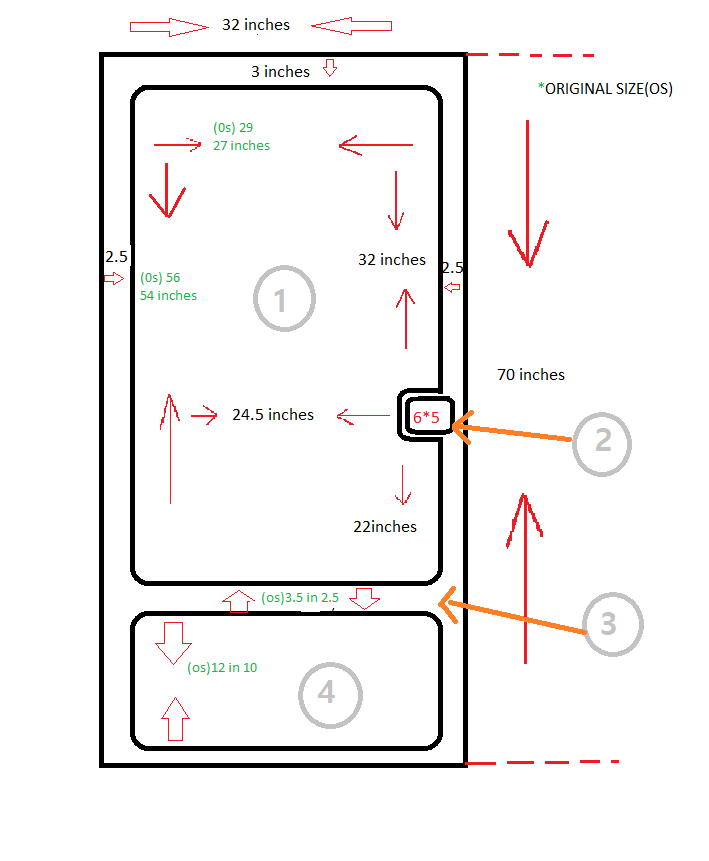 32 inches
3 inches
*ORIGINAL SIZE(OS)
(0s) 29
27 inches
2.5
32 inches
2.5
(0s) 56
54 inches
1
70 inches
24.5 inches
6*5
2
22inches
(os)3.5 in 2.5
3
(os)12 in 10
4